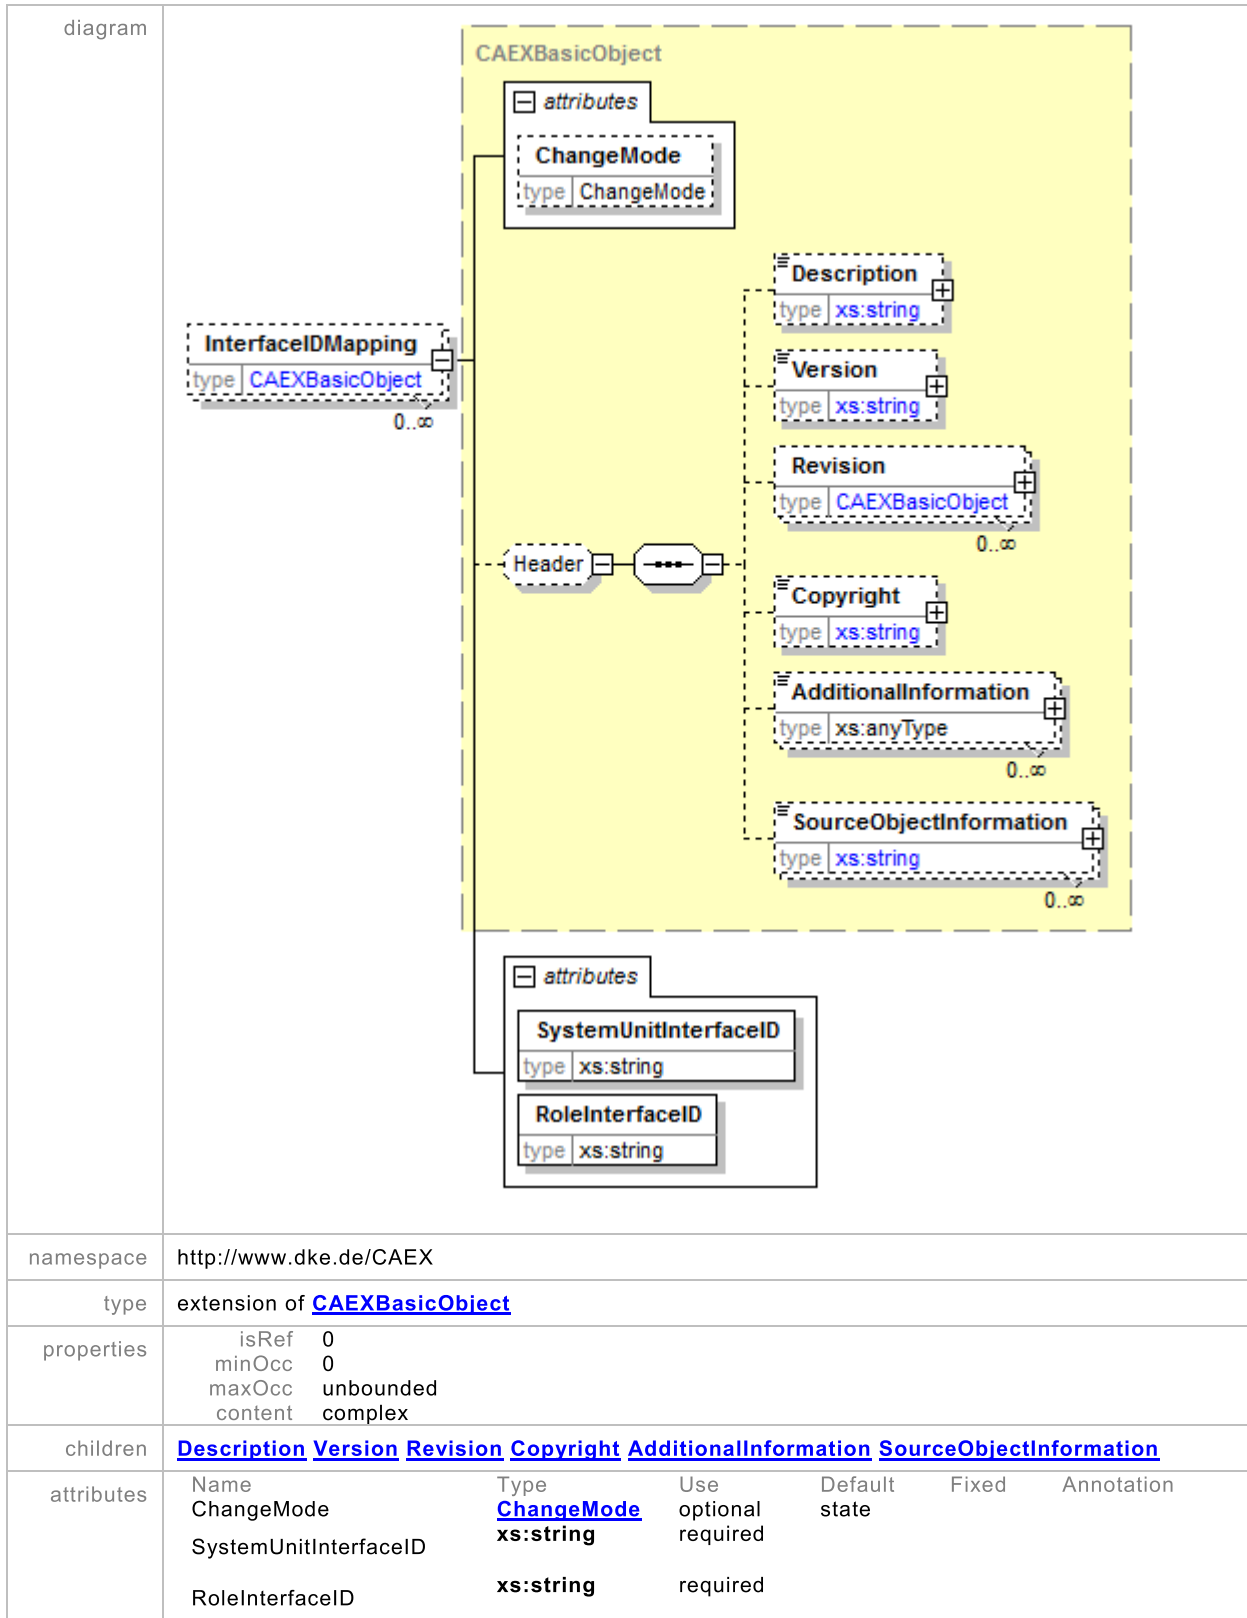 diagram
CAEXBasicObject
attributes
ChangeMode
type ChangeMode
Description
type xs:string
InterfaceIDMapping
type CAEXBasicObject
0..∞
Version
type xs:string
Revision
type CAEXBasicObject
0..∞
Header
Copyright
type xs:string
AdditionalInformation
type xs:anyType
0..∞
SourceObjectInformation
type xs:string
0..∞
attributes
SystemUnitInterfaceID
type xs:string
RoleInterfaceID
type xs:string
namespace http://www.dke.de/CAEX
type extension of CAEXBasicObject
properties
isRef 0
minOcc 0
maxOcc unbounded
content complex
children Description Version Revision Copyright AdditionalInformation SourceObjectInformation
attributes Name Type Use Default Fixed Annotation
ChangeMode ChangeMode optional state
SystemUnitInterfaceID xs:string required
RoleInterfaceID xs:string required